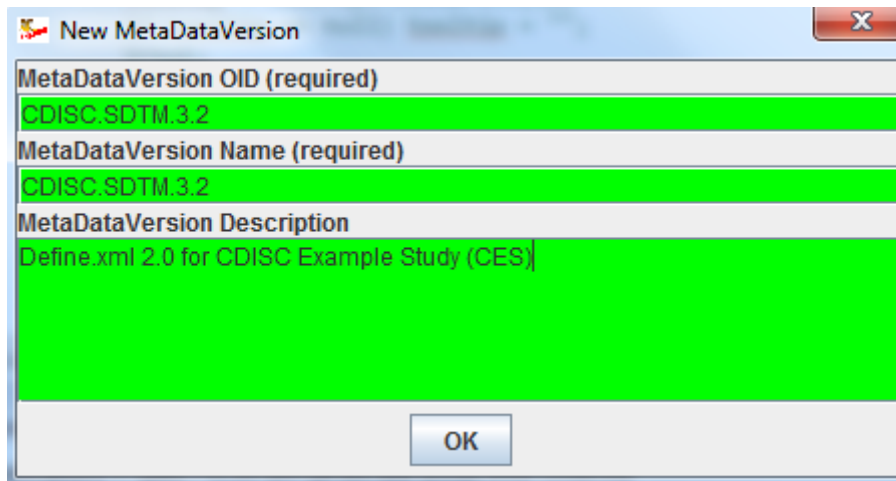 New MetaDataVersion
MetaDataVersion OID (required)
CDISC.SDTM.3.2
MetaDataVersion Name (required)
CDISC.SDTM.3.2
MetaDataVersion Description
Define.xml 2.0 for CDISC Example Study (CES)
OK